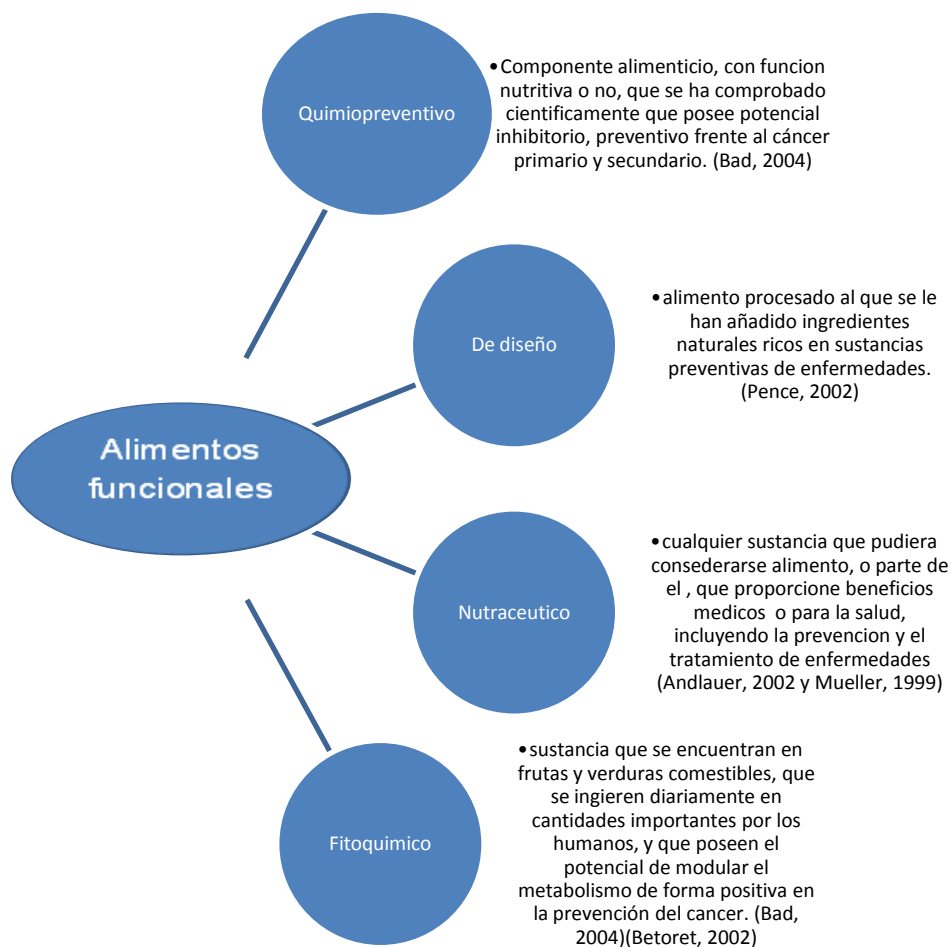 Alimentos
funcionales
Quimiopreventivo
•Componente alimenticio, con funcion
nutritiva o no, que se ha comprobado
cientificamente que posee potencial
inhibitorio, preventivo frente al cáncer
primario y secundario. (Bad, 2004)
De diseño
•alimento procesado al que se le
han añadido ingredientes
naturales ricos en sustancias
preventivas de enfermedades.
(Pence, 2002)
Nutraceutico
•cualquier sustancia que pudiera
consederarse alimento, o parte de
el , que proporcione beneficios
medicos o para la salud,
incluyendo la prevencion y el
tratamiento de enfermedades
(Andlauer, 2002 y Mueller, 1999)
Fitoquimico
•sustancia que se encuentran en
frutas y verduras comestibles, que
se ingieren diariamente en
cantidades importantes por los
humanos, y que poseen el
potencial de modular el
metabolismo de forma positiva en
la prevención del cancer. (Bad,
2004)(Betoret, 2002)